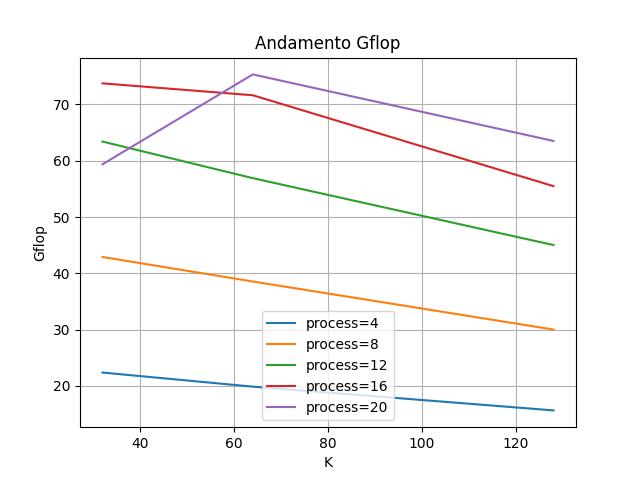 Andamento Gflop
70
60
50
40
30
20
Gflop
process=4
process=8
process=12
process=16
process=20
40 60 80 100 120
K